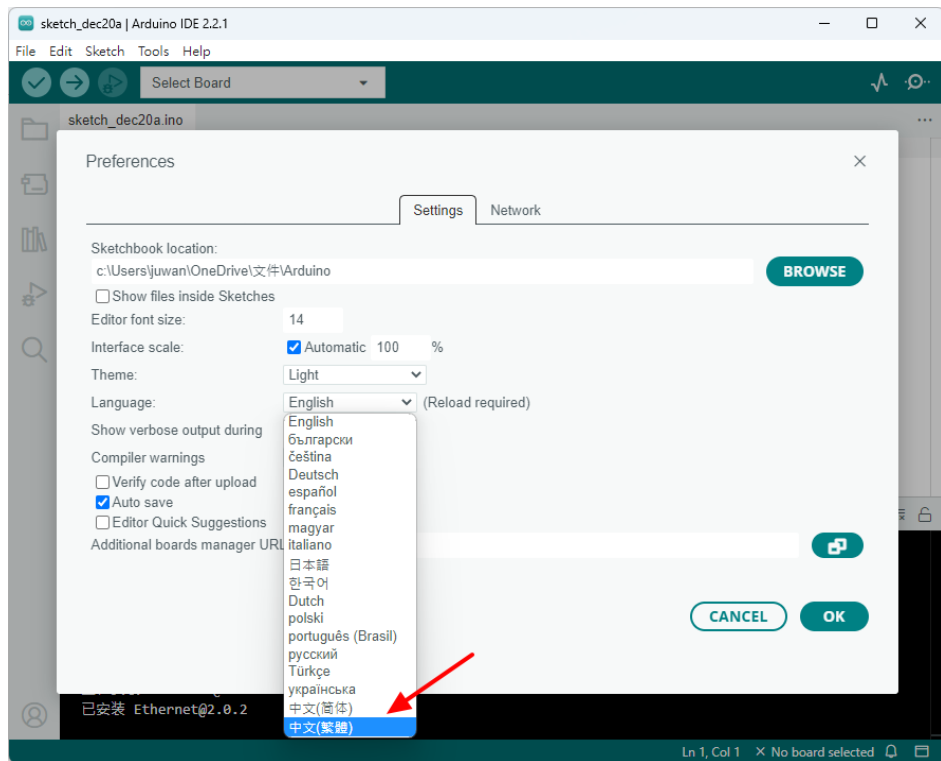 sketch_dec20a | Arduino IDE 2.2.1
File Edit Sketch Tools Help
Select Board
sketch_dec20a.ino
Preferences
Settings Network
Sketchbook location:
c:\Users\juwan\OneDrive\文件\Arduino
BROWSE
Show files inside Sketches
Editor font size: 14
Interface scale: Automatic 100 %
Theme: Light
Language: English (Reload required)
English
български
Show verbose output during
čeština
Compiler warnings
Deutsch
Verify code after upload
español
Auto save
français
Editor Quick Suggestions
magyar
Additional boards manager URL
italiano
日本語
한국어
Dutch
polski
português (Brasil)
русский
Türkçe
українська
中文(简体)
中文(繁體)
CANCEL OK
已安装 Ethernet@2.0.2
Ln 1, Col 1 × No board selected